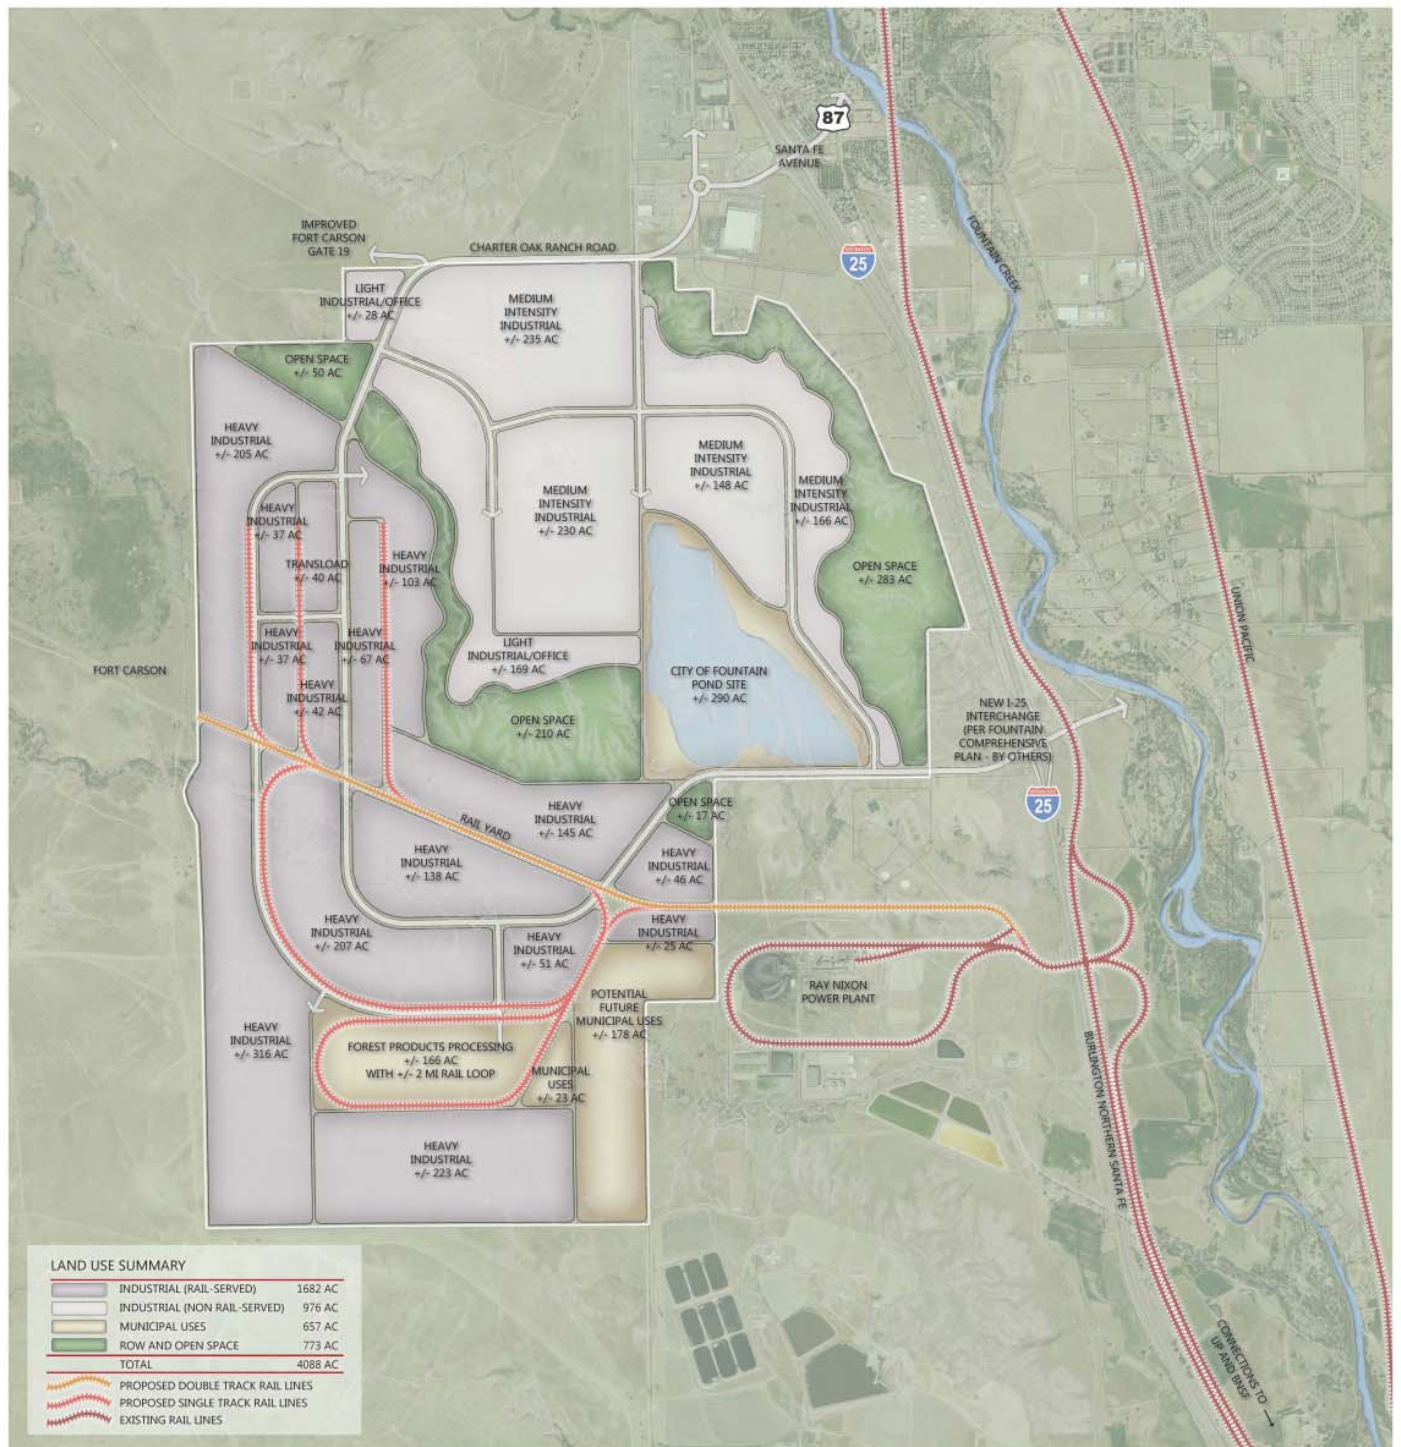 87
SANTA FE
AVENUE
IMPROVED
FORT CARSON
GATE 19
CHARTER OAK RANCH ROAD
25
FOUNTAIN CREEK
LIGHT
INDUSTRIAL/OFFICE
+/- 28 AC
MEDIUM
INTENSITY
INDUSTRIAL
+/- 235 AC
OPEN SPACE
+/- 50 AC
HEAVY
INDUSTRIAL
+/- 205 AC
MEDIUM
INTENSITY
INDUSTRIAL
+/- 148 AC
MEDIUM
INTENSITY
INDUSTRIAL
+/- 166 AC
MEDIUM
INTENSITY
INDUSTRIAL
+/- 230 AC
HEAVY
INDUSTRIAL
+/- 37 AC
TRANSLOAD
+/- 40 AC
HEAVY
INDUSTRIAL
+/- 103 AC
OPEN SPACE
+/- 283 AC
UNION PACIFIC
HEAVY
INDUSTRIAL
+/- 37 AC
HEAVY
INDUSTRIAL
+/- 67 AC
LIGHT
INDUSTRIAL/OFFICE
+/- 169 AC
FORT CARSON
CITY OF FOUNTAIN
POND SITE
+/- 290 AC
HEAVY
INDUSTRIAL
+/- 42 AC
OPEN SPACE
+/- 210 AC
NEW I-25
INTERCHANGE
(PER FOUNTAIN
COMPREHENSIVE
PLAN - BY OTHERS)
25
OPEN SPACE
+/- 17 AC
HEAVY
INDUSTRIAL
+/- 145 AC
RAIL YARD
HEAVY
INDUSTRIAL
+/- 138 AC
HEAVY
INDUSTRIAL
+/- 46 AC
HEAVY
INDUSTRIAL
+/- 207 AC
HEAVY
INDUSTRIAL
+/- 51 AC
HEAVY
INDUSTRIAL
+/- 25 AC
RAY NIXON
POWER PLANT
POTENTIAL
FUTURE
MUNICIPAL USES
+/- 178 AC
HEAVY
INDUSTRIAL
+/- 316 AC
FOREST PRODUCTS PROCESSING
+/- 166 AC
WITH +/- 2 MI RAIL LOOP
MUNICIPAL
USES
+/- 23 AC
BURLINGTON NORTHERN SANTA FE
HEAVY
INDUSTRIAL
+/- 223 AC
CONNECTIONS TO
UP AND BNSF
LAND USE SUMMARY
INDUSTRIAL (RAIL-SERVED) 1682 AC
INDUSTRIAL (NON RAIL-SERVED) 976 AC
MUNICIPAL USES 657 AC
ROW AND OPEN SPACE 773 AC
TOTAL 4088 AC
PROPOSED DOUBLE TRACK RAIL LINES
PROPOSED SINGLE TRACK RAIL LINES
EXISTING RAIL LINES